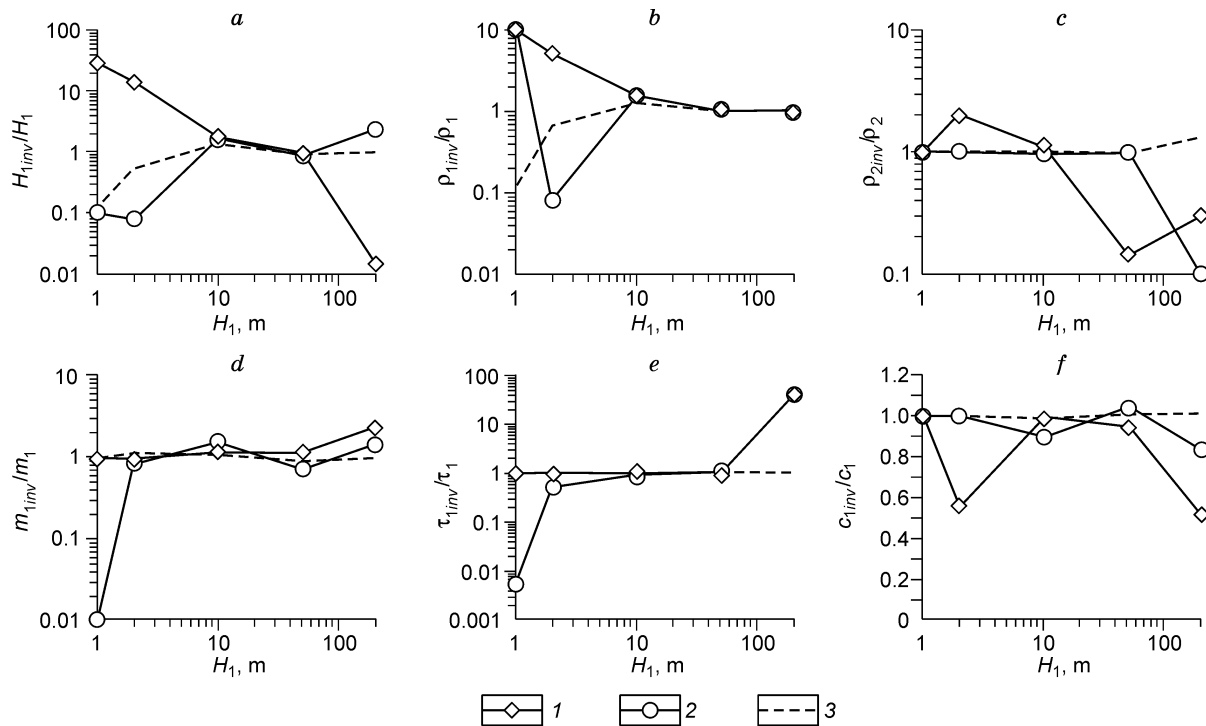 a
100
10
1
0.1
0.01
H1inv/H1
1 10 100
H1, m
b
10
1
0.1
0.01
ρ1inv/ρ1
1 10 100
H1, m
c
10
1
0.1
ρ2inv/ρ2
1 10 100
H1, m
d
10
1
0.1
0.01
m1inv/m1
1 10 100
H1, m
e
100
10
1
0.1
0.01
0.001
τ1inv/τ1
1 10 100
H1, m
f
1.2
1.0
0.8
0.6
0.4
0.2
0
c1inv/c1
1 10 100
H1, m
1 2 3